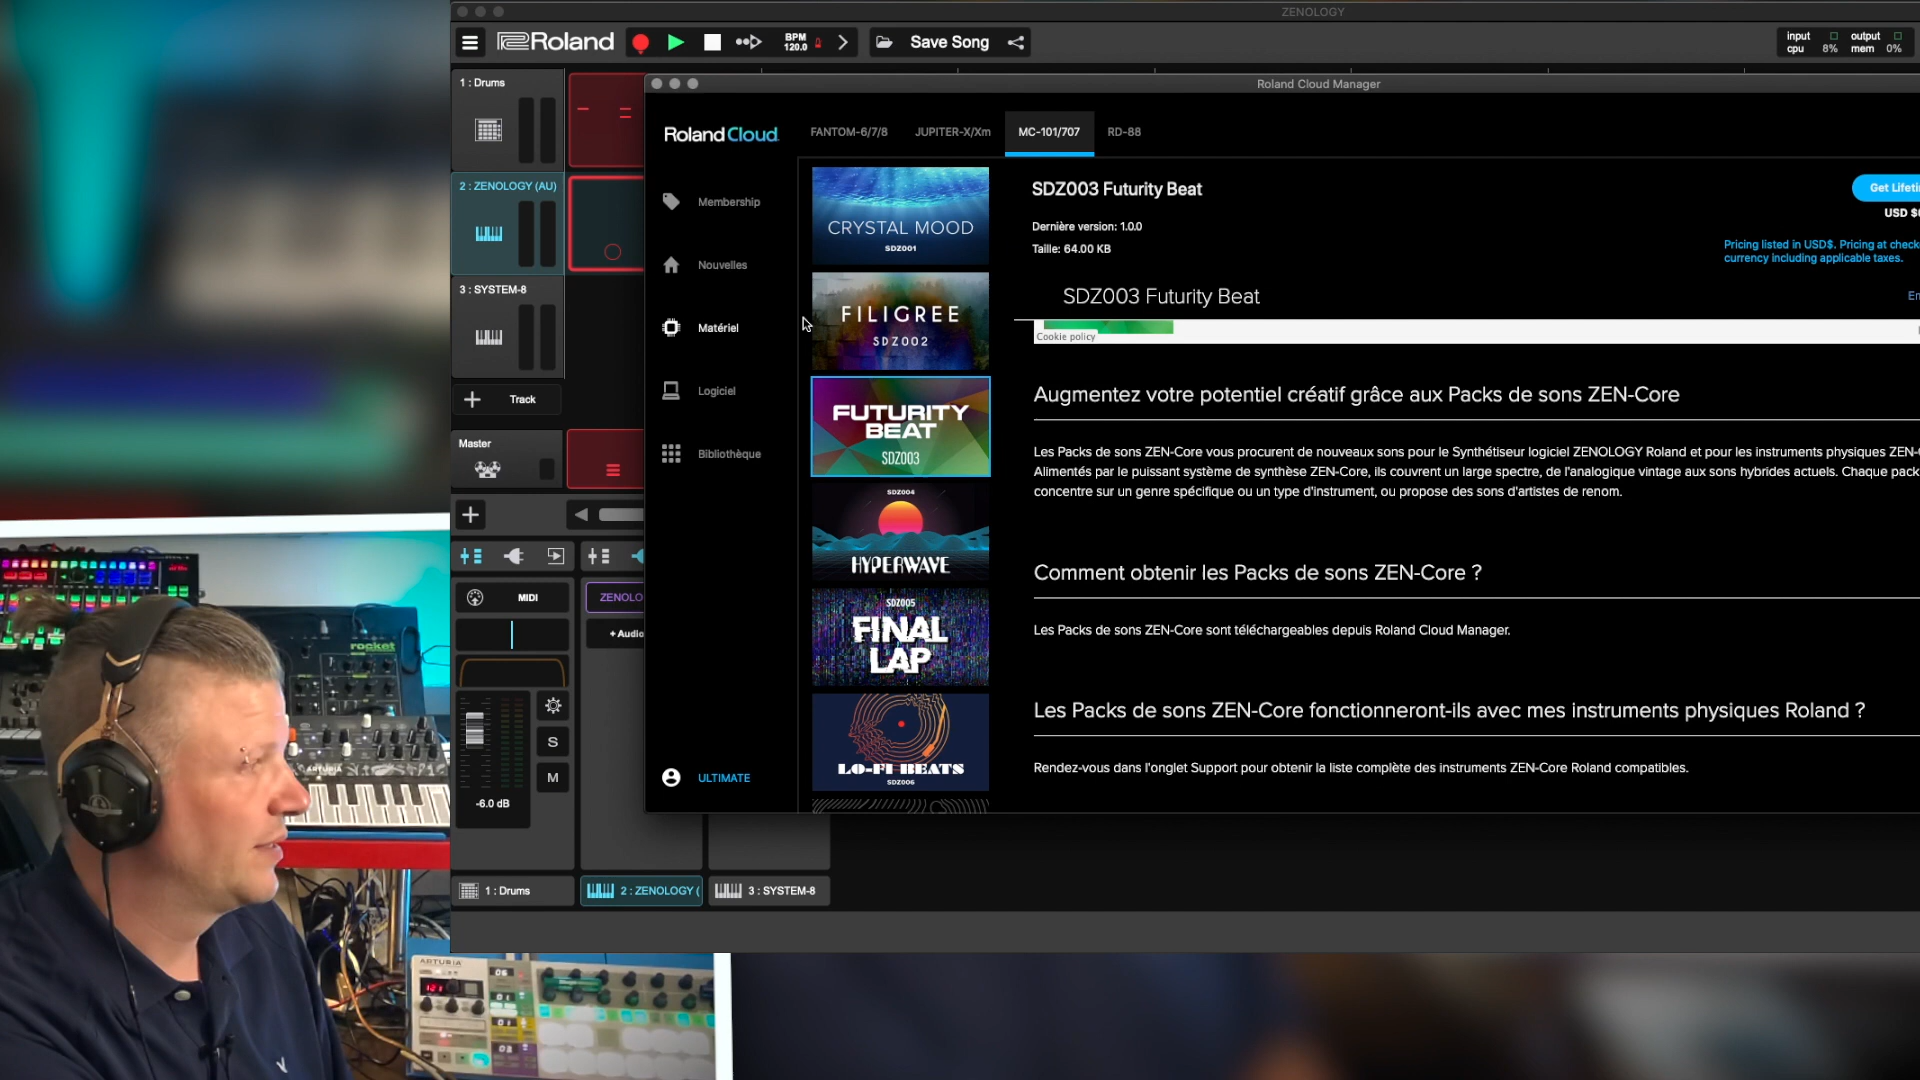 ZENOLOGY
Roland
BPM
120.0
Save Song
input
output
cpu
8%
mem
0%
1 : Drums
2 : ZENOLOGY (AU)
3 : SYSTEM-8
Track
Master
Roland Cloud Manager
Roland Cloud
FANTOM-6/7/8
JUPITER-X/Xm
MC-101/707
RD-88
Membership
Nouvelles
Matériel
Logiciel
Bibliothèque
ULTIMATE
CRYSTAL MOOD
SDZ001
FILIGREE
SDZ002
FUTURITY
BEAT
SDZ003
SDZ004
HYPERWAVE
SDZ005
FINAL
LAP
LO-FI BEATS
SDZ006
SDZ003 Futurity Beat
Dernière version: 1.0.0
Taille: 64.00 KB
Get Lifeti
USD $
Pricing listed in USD$. Pricing at check
currency including applicable taxes.
SDZ003 Futurity Beat
En
Cookie policy
Augmentez votre potentiel créatif grâce aux Packs de sons ZEN-Core
Les Packs de sons ZEN-Core vous procurent de nouveaux sons pour le Synthétiseur logiciel ZENOLOGY Roland et pour les instruments physiques ZEN-
Alimentés par le puissant système de synthèse ZEN-Core, ils couvrent un large spectre, de l'analogique vintage aux sons hybrides actuels. Chaque pack
concentre sur un genre spécifique ou un type d'instrument, ou propose des sons d'artistes de renom.
Comment obtenir les Packs de sons ZEN-Core ?
Les Packs de sons ZEN-Core sont téléchargeables depuis Roland Cloud Manager.
Les Packs de sons ZEN-Core fonctionneront-ils avec mes instruments physiques Roland ?
Rendez-vous dans l'onglet Support pour obtenir la liste complète des instruments ZEN-Core Roland compatibles.
MIDI
ZENOLO
+ Audio
S
M
-6.0 dB
1 : Drums
2 : ZENOLOGY (
3 : SYSTEM-8
rocket
ARTURIA
ARTURIA